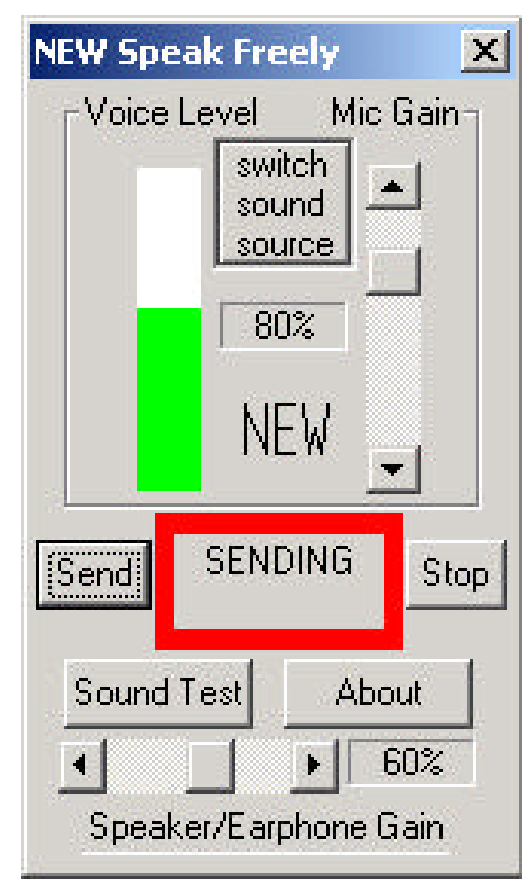 NEW Speak Freely
Voice Level Mic Gain
switch
sound
source
80%
NEW
Send SENDING Stop
Sound Test About
60%
Speaker/Earphone Gain